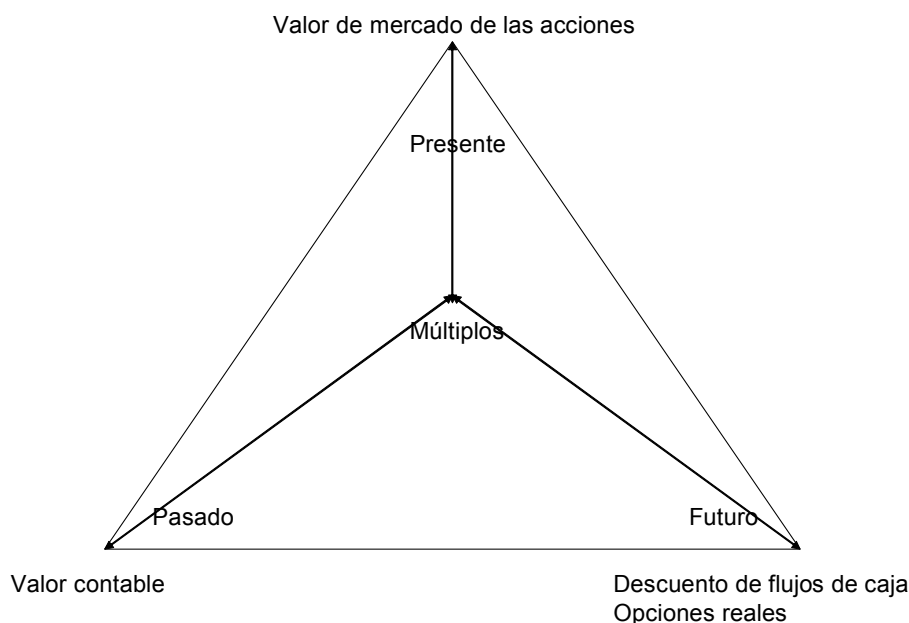 Valor de mercado de las acciones
Presente
Múltiplos
Pasado
Futuro
Valor contable
Descuento de flujos de caja
Opciones reales